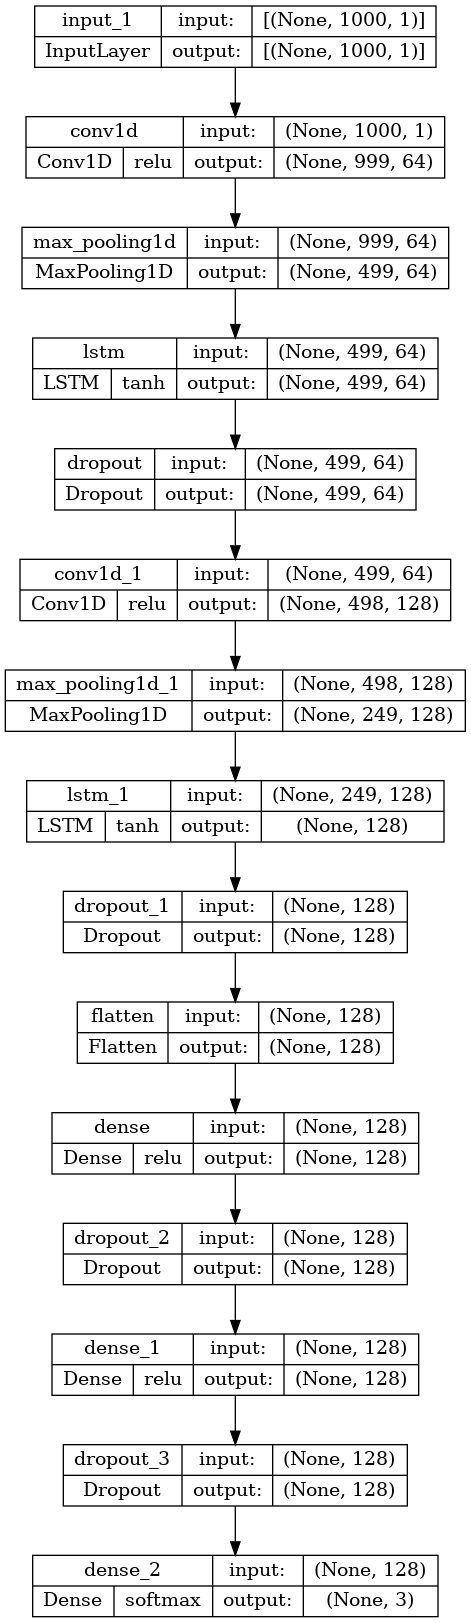 input_1 input: [(None, 1000, 1)]
InputLayer output: [(None, 1000, 1)]
conv1d input: (None, 1000, 1)
Conv1D relu output: (None, 999, 64)
max_pooling1d input: (None, 999, 64)
MaxPooling1D output: (None, 499, 64)
lstm input: (None, 499, 64)
LSTM tanh output: (None, 499, 64)
dropout input: (None, 499, 64)
Dropout output: (None, 499, 64)
conv1d_1 input: (None, 499, 64)
Conv1D relu output: (None, 498, 128)
max_pooling1d_1 input: (None, 498, 128)
MaxPooling1D output: (None, 249, 128)
lstm_1 input: (None, 249, 128)
LSTM tanh output: (None, 128)
dropout_1 input: (None, 128)
Dropout output: (None, 128)
flatten input: (None, 128)
Flatten output: (None, 128)
dense input: (None, 128)
Dense relu output: (None, 128)
dropout_2 input: (None, 128)
Dropout output: (None, 128)
dense_1 input: (None, 128)
Dense relu output: (None, 128)
dropout_3 input: (None, 128)
Dropout output: (None, 128)
dense_2 input: (None, 128)
Dense softmax output: (None, 3)